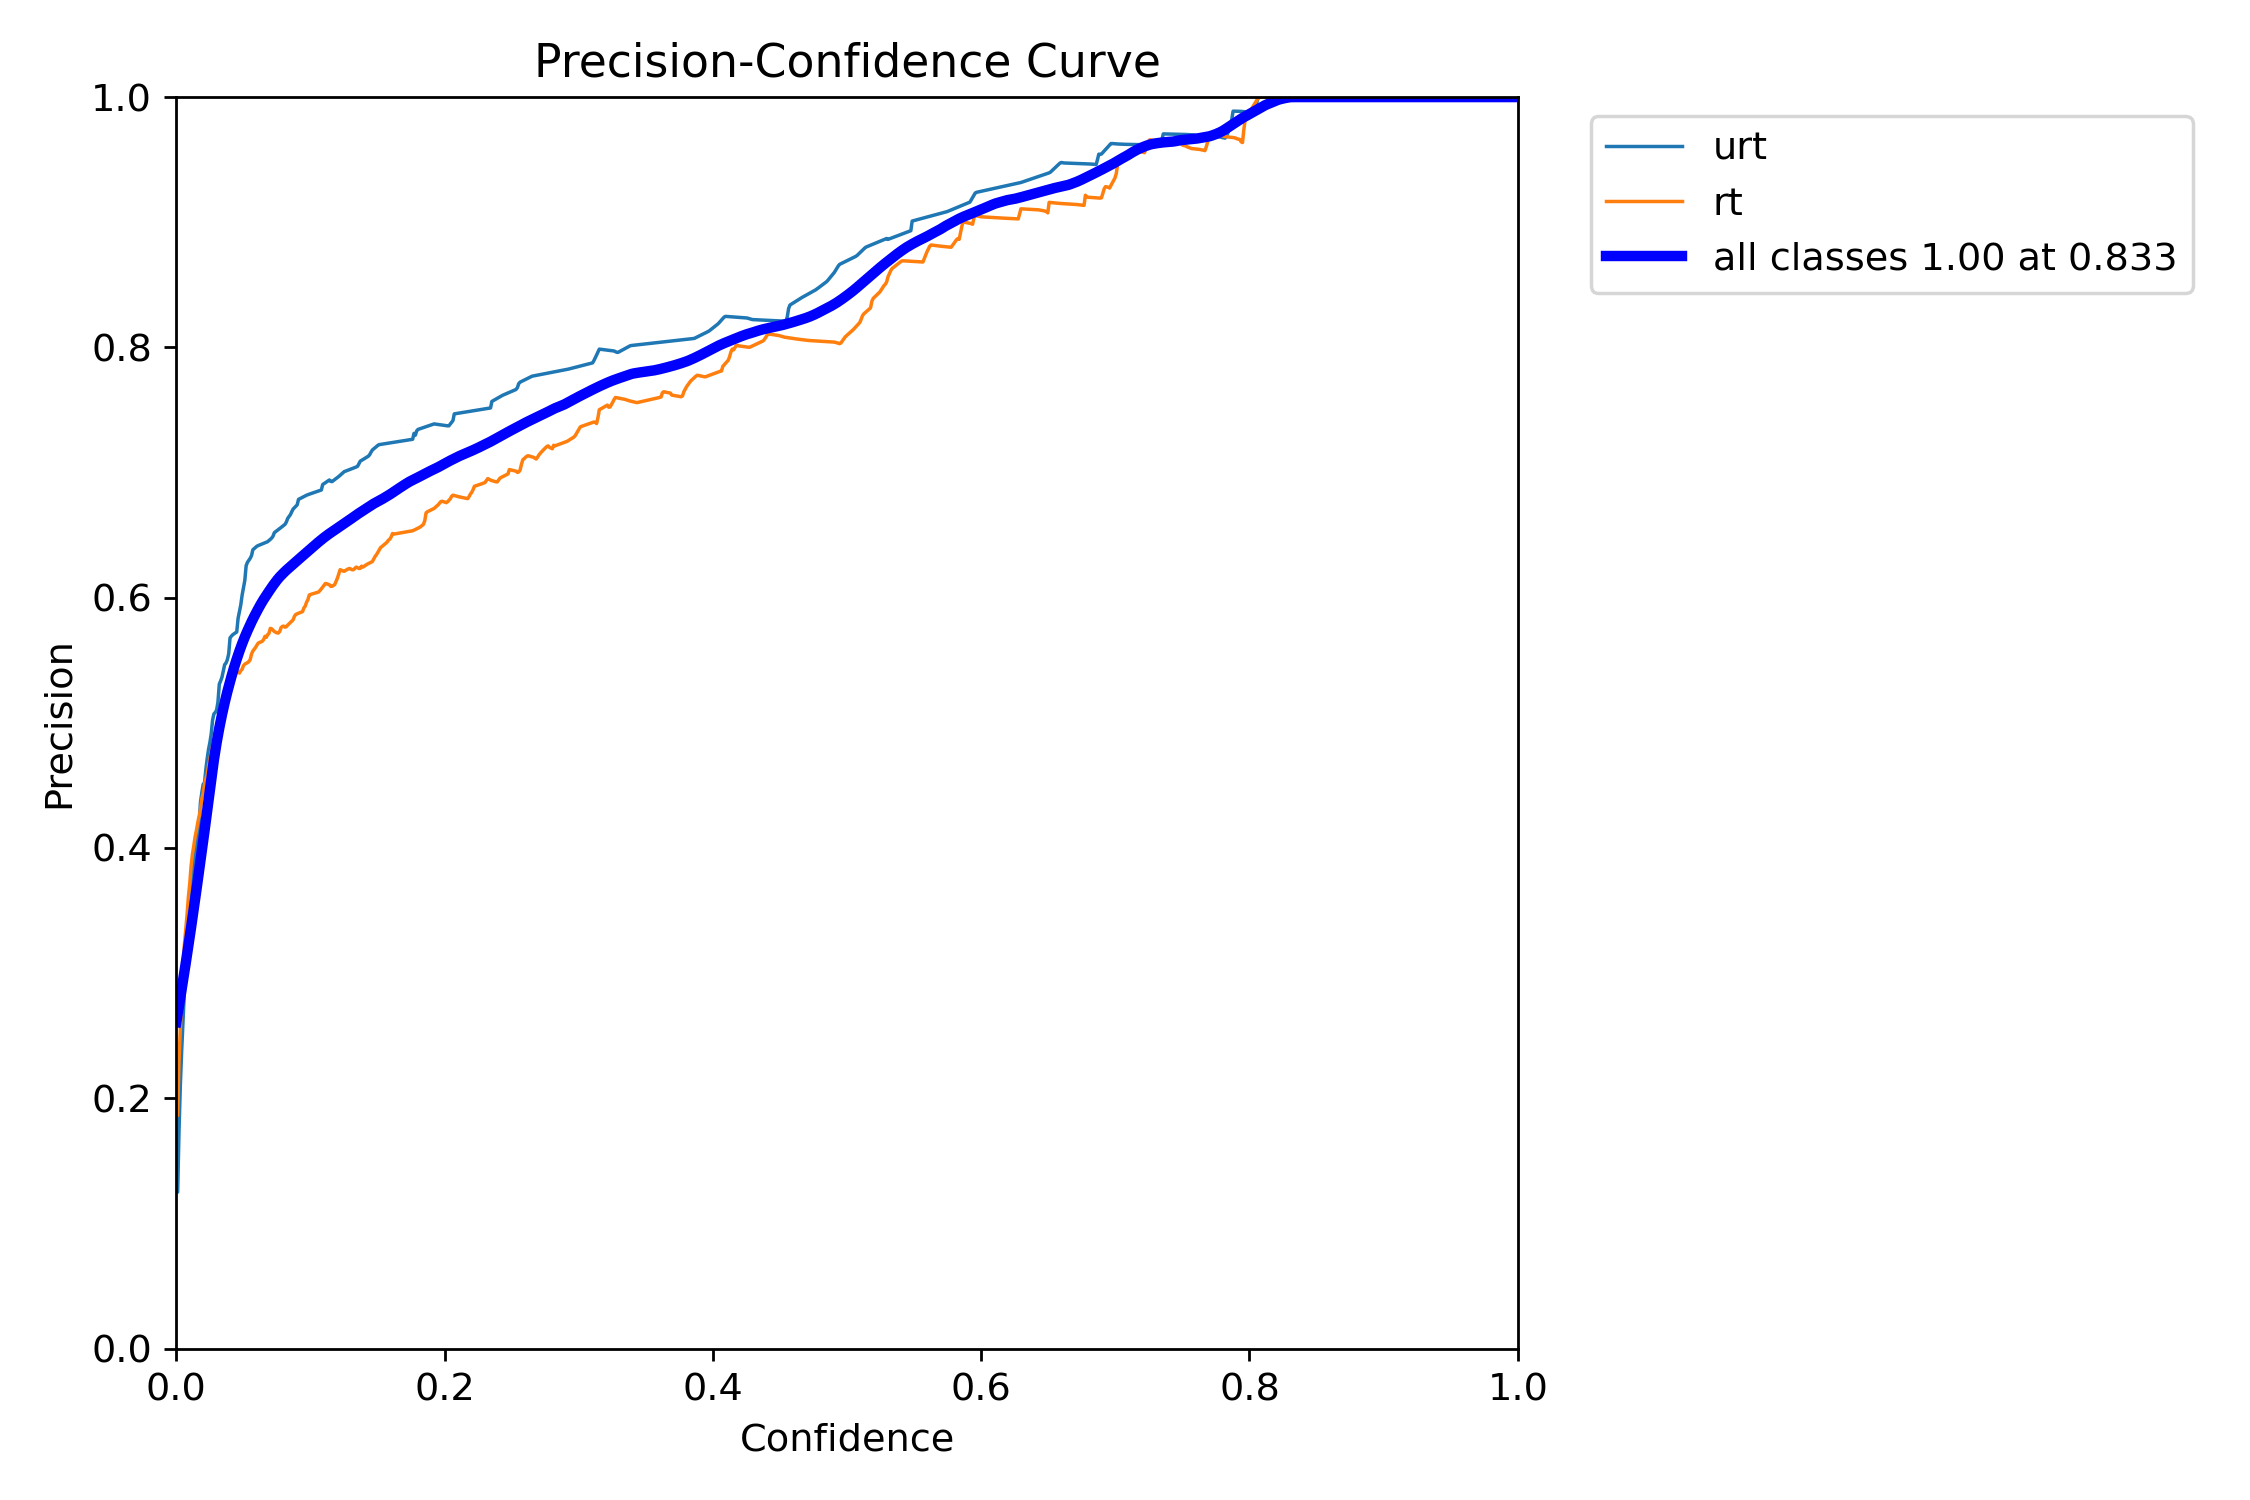 Precision-Confidence Curve
1.0
0.8
0.6
0.4
0.2
0.0
Precision
0.0 0.2 0.4 0.6 0.8 1.0
Confidence
urt
rt
all classes 1.00 at 0.833